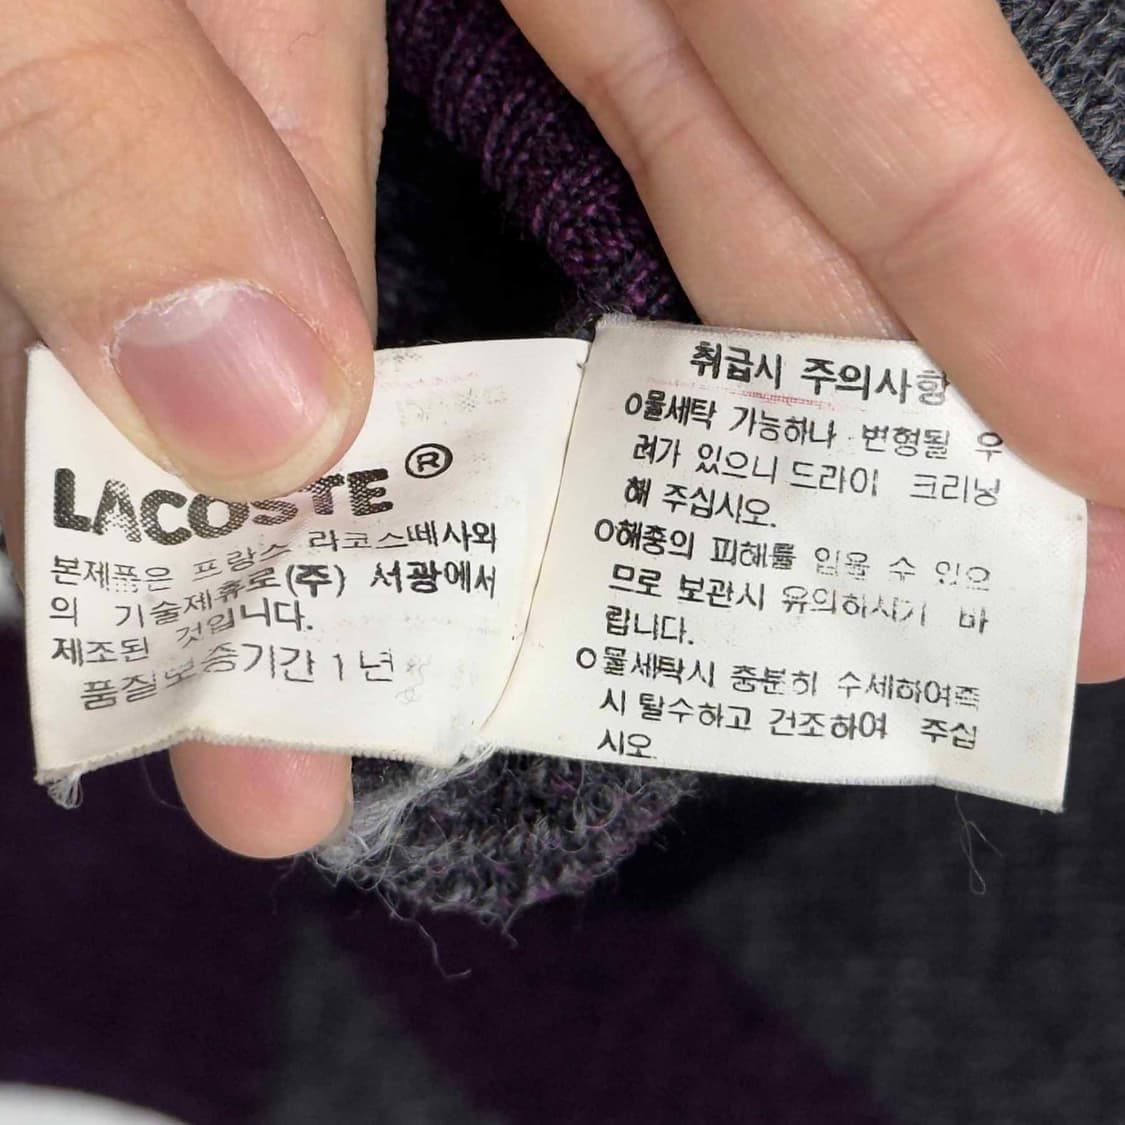 LACOSTE ®
본제품은 프랑스 라코스떼사와
의 기술제휴로(주) 서광에서
제조된 것입니다.
품질보증기간 1 년
취급시 주의사항
o물세탁 가능하나 변형될 우
려가 있으니 드라이 크리닝
해 주십시오.
o해충의 피해를 입을 수 있으
므로 보관시 유의하시기 바
랍니다.
o물세탁시 충분히 수세하여즉
시 탈수하고 건조하여 주십
시오.